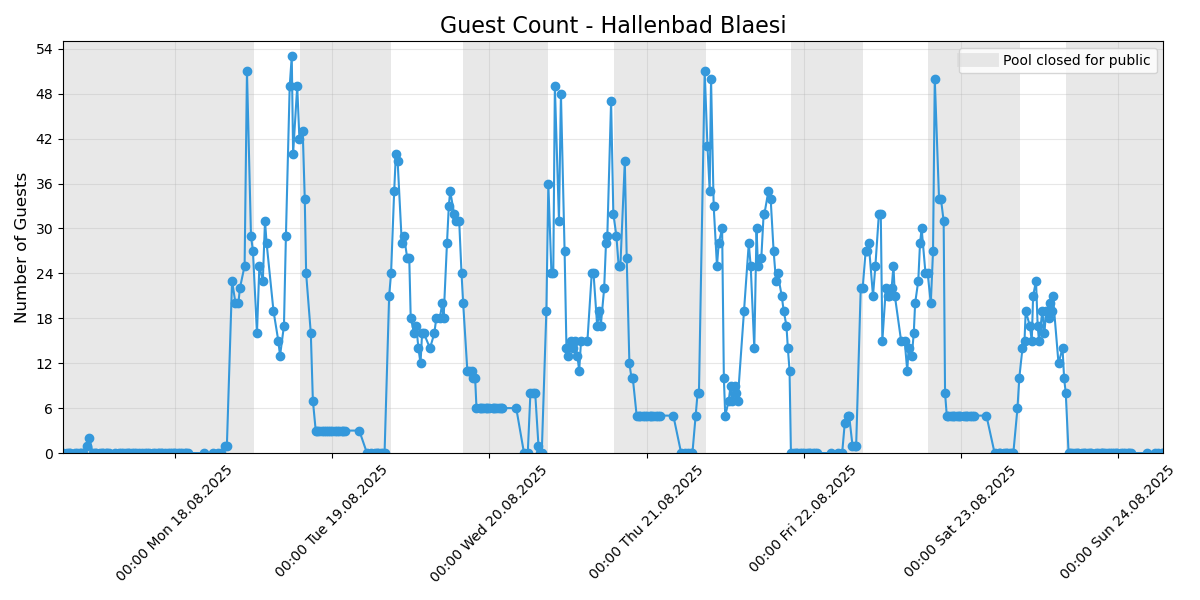 Guest Count - Hallenbad Blaesi
Pool closed for public
Number of Guests
54
48
42
36
30
24
18
12
6
0
00:00 Mon 18.08.2025
00:00 Tue 19.08.2025
00:00 Wed 20.08.2025
00:00 Thu 21.08.2025
00:00 Fri 22.08.2025
00:00 Sat 23.08.2025
00:00 Sun 24.08.2025